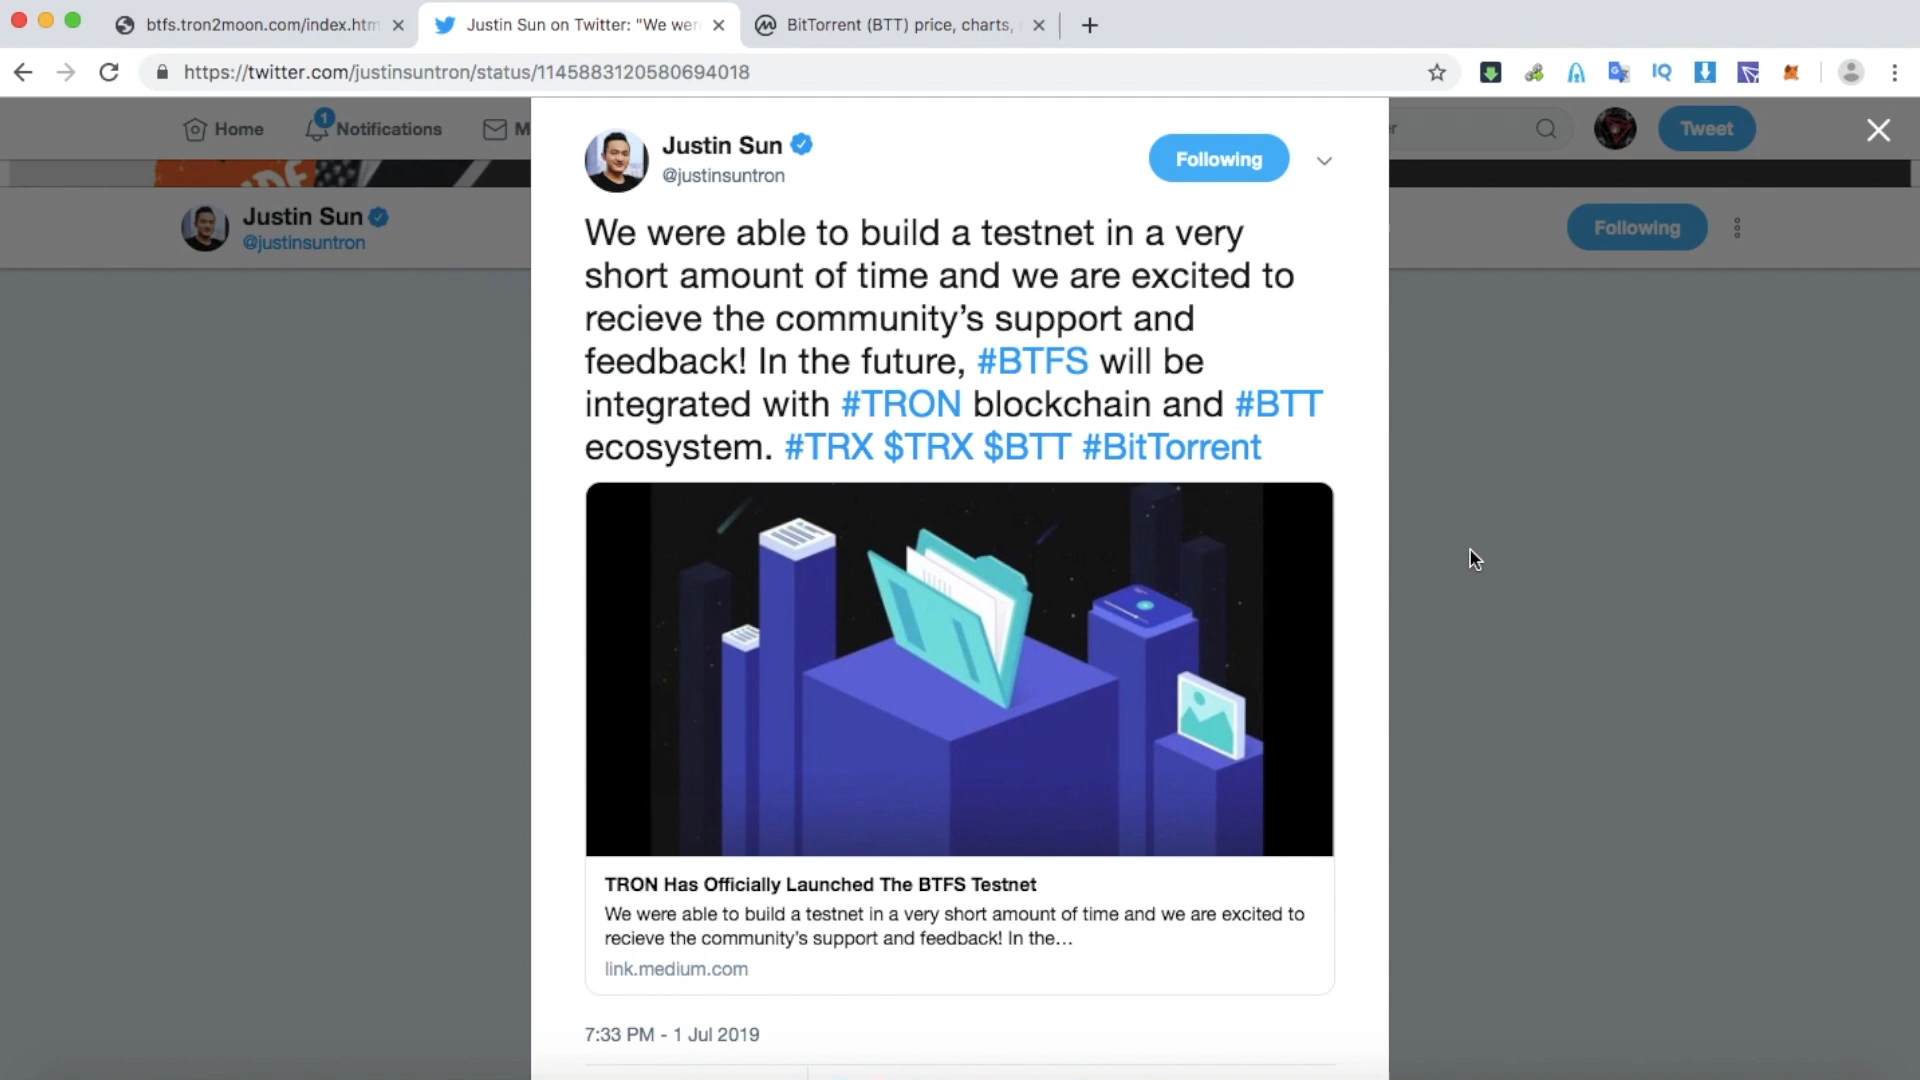 btfs.tron2moon.com/index.htm
Justin Sun on Twitter: "We wer
BitTorrent (BTT) price, charts,
https://twitter.com/justinsuntron/status/1145883120580694018
Home
1
Notifications
M
Tweet
Justin Sun
@justinsuntron
Following
Justin Sun
@justinsuntron
Following
We were able to build a testnet in a very
short amount of time and we are excited to
recieve the community’s support and
feedback! In the future, #BTFS will be
integrated with #TRON blockchain and #BTT
ecosystem. #TRX $TRX $BTT #BitTorrent
TRON Has Officially Launched The BTFS Testnet
We were able to build a testnet in a very short amount of time and we are excited to
recieve the community’s support and feedback! In the...
link.medium.com
7:33 PM - 1 Jul 2019